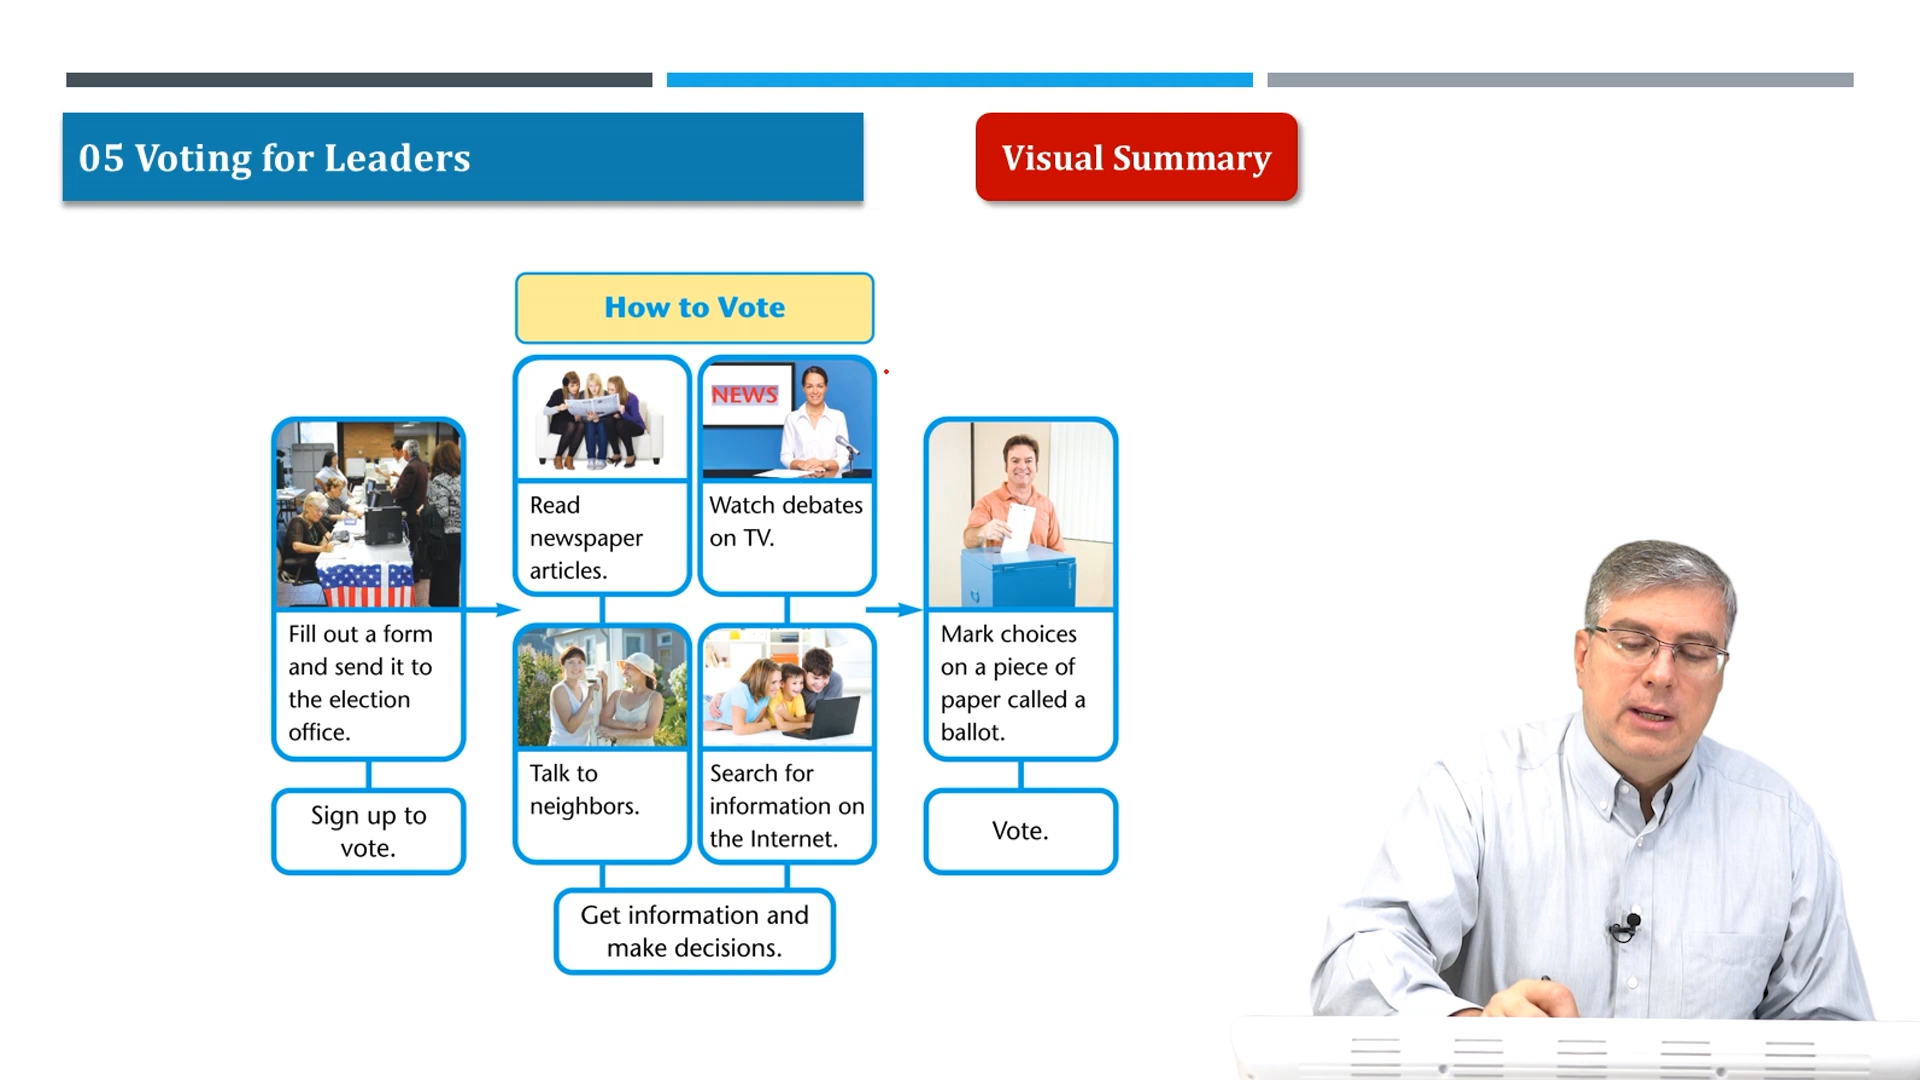 05 Voting for Leaders
Visual Summary
How to Vote
NEWS
Read
newspaper
articles.
Watch debates
on TV.
Fill out a form
and send it to
the election
office.
Talk to
neighbors.
Search for
information on
the Internet.
Mark choices
on a piece of
paper called a
ballot.
Sign up to
vote.
Get information and
make decisions.
Vote.